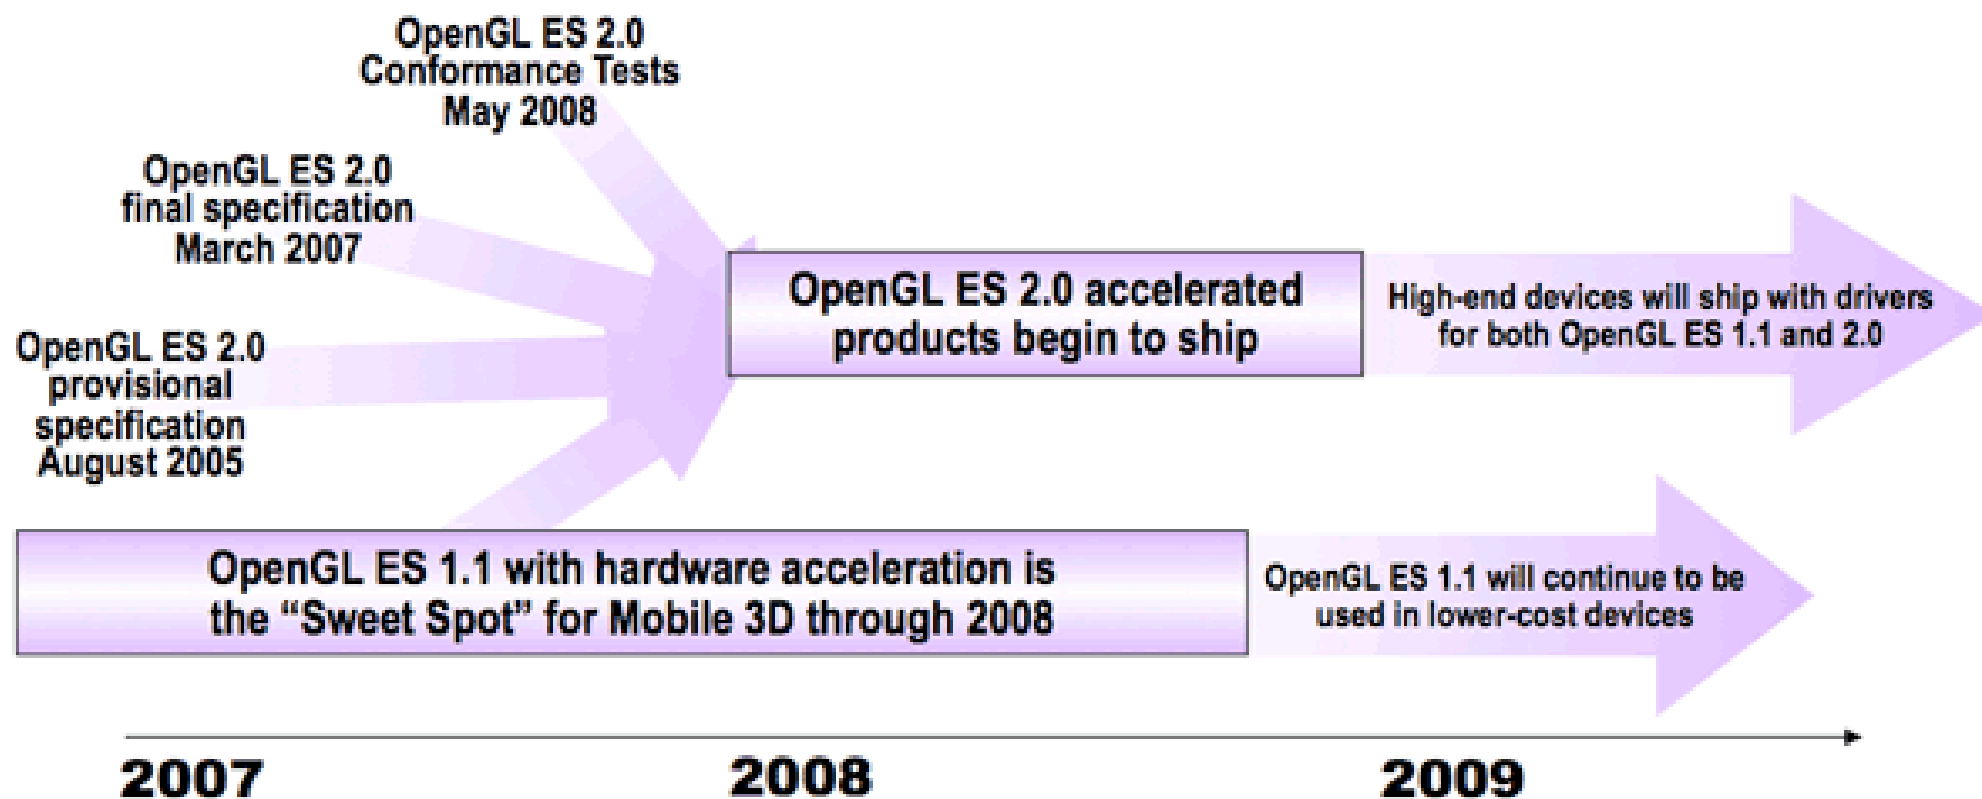 OpenGL ES 2.0
Conformance Tests
May 2008
OpenGL ES 2.0
final specification
March 2007
OpenGL ES 2.0
provisional
specification
August 2005
OpenGL ES 2.0 accelerated
products begin to ship
High-end devices will ship with drivers
for both OpenGL ES 1.1 and 2.0
OpenGL ES 1.1 with hardware acceleration is
the “Sweet Spot” for Mobile 3D through 2008
OpenGL ES 1.1 will continue to be
used in lower-cost devices
2007
2008
2009